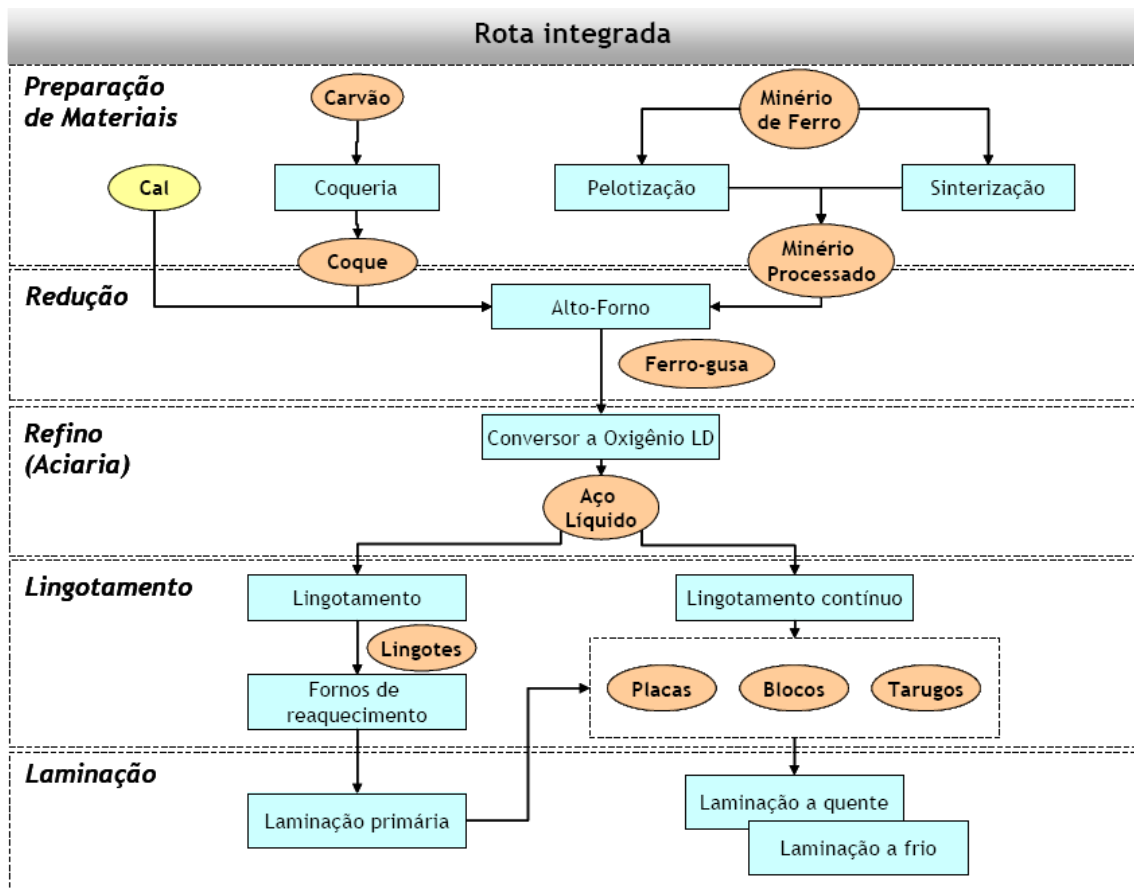 Rota integrada
Preparação
de Materiais
Carvão
Minério
de Ferro
Cal
Coqueria
Pelotização
Sinterização
Coque
Minério
Processado
Redução
Alto-Forno
Ferro-gusa
Refino
(Aciaria)
Conversor a Oxigênio LD
Aço
Líquido
Lingotamento
Lingotamento
Lingotamento contínuo
Lingotes
Fornos de
reaquecimento
Placas
Blocos
Tarugos
Laminação
Laminação primária
Laminação a quente
Laminação a frio